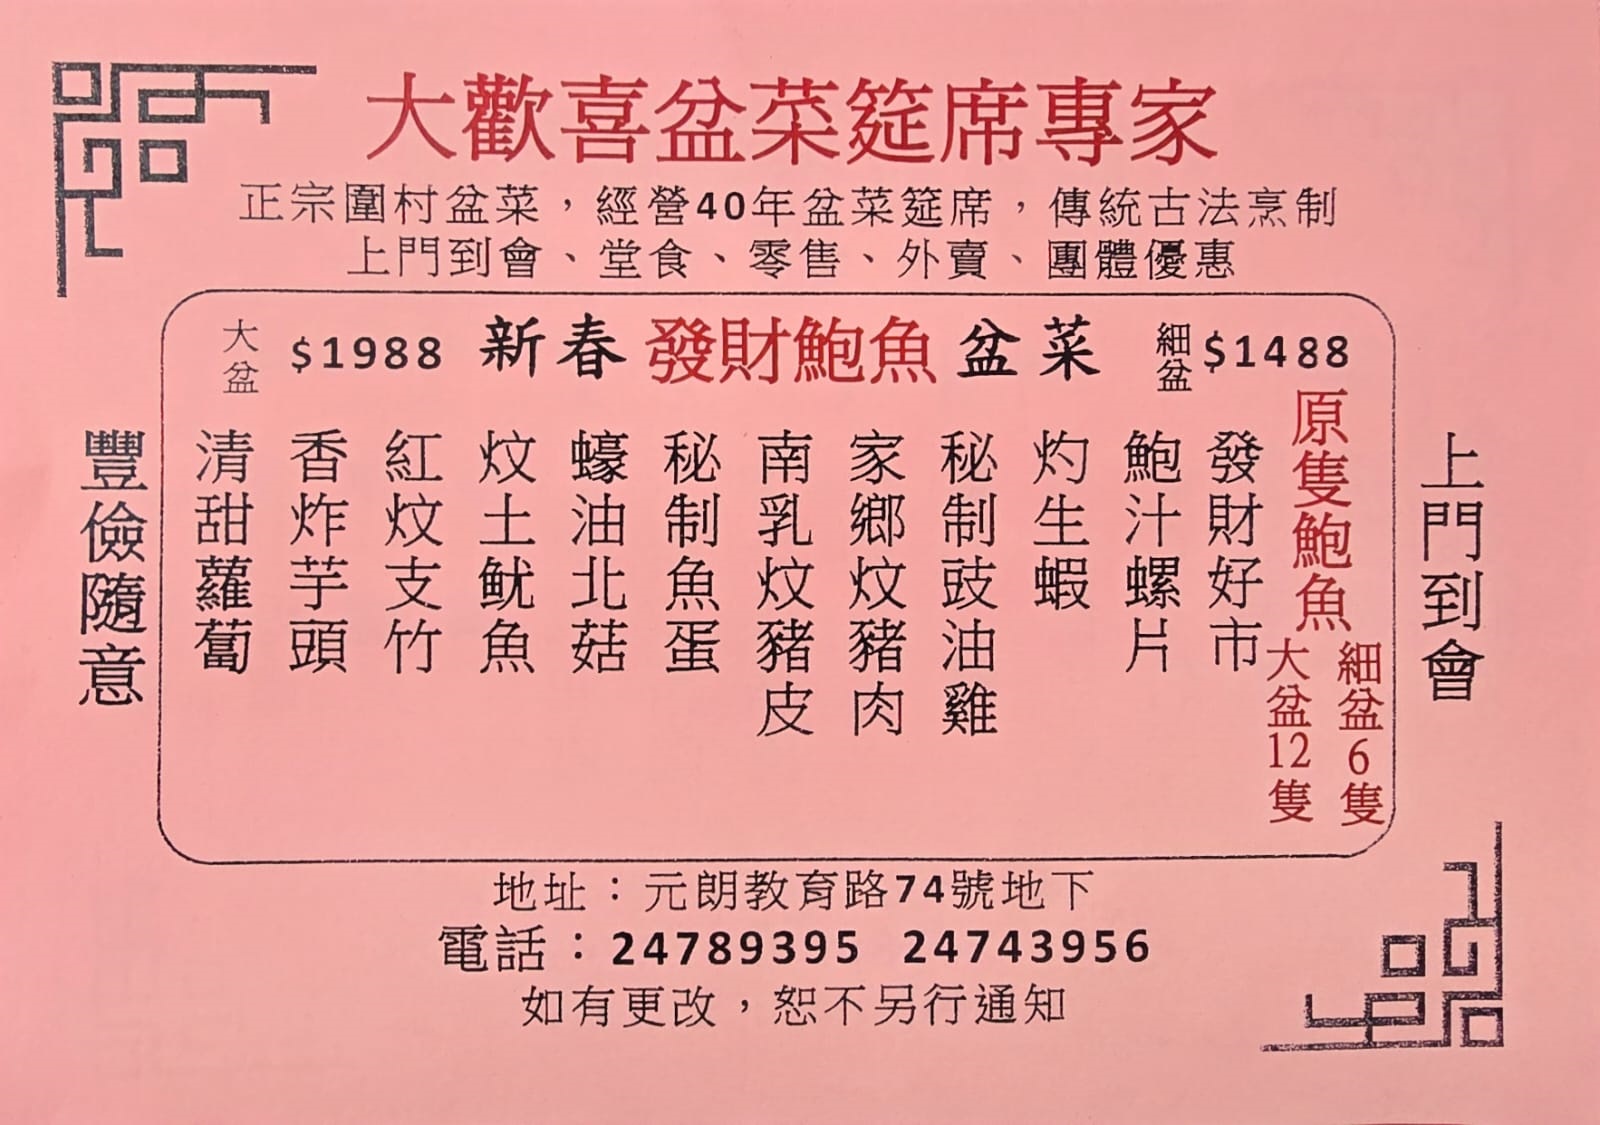 大歡喜盆菜筵席專家
正宗圍村盆菜，經營40年盆菜筵席，傳統古法烹制
上門到會、堂食、零售、外賣、團體優惠
大盆 $1988 新春發財鮑魚盆菜 細盆 $1488
上門到會
原隻鮑魚
細盆6隻
大盆12隻
發財好市
鮑汁螺片
灼生蝦
秘制豉油雞
家鄉炆豬肉
南乳炆豬皮
秘制魚蛋
蠔油北菇
炆土魷魚
紅炆支竹
香炸芋頭
清甜蘿蔔
豐儉隨意
地址：元朗教育路74號地下
電話：24789395 24743956
如有更改，恕不另行通知